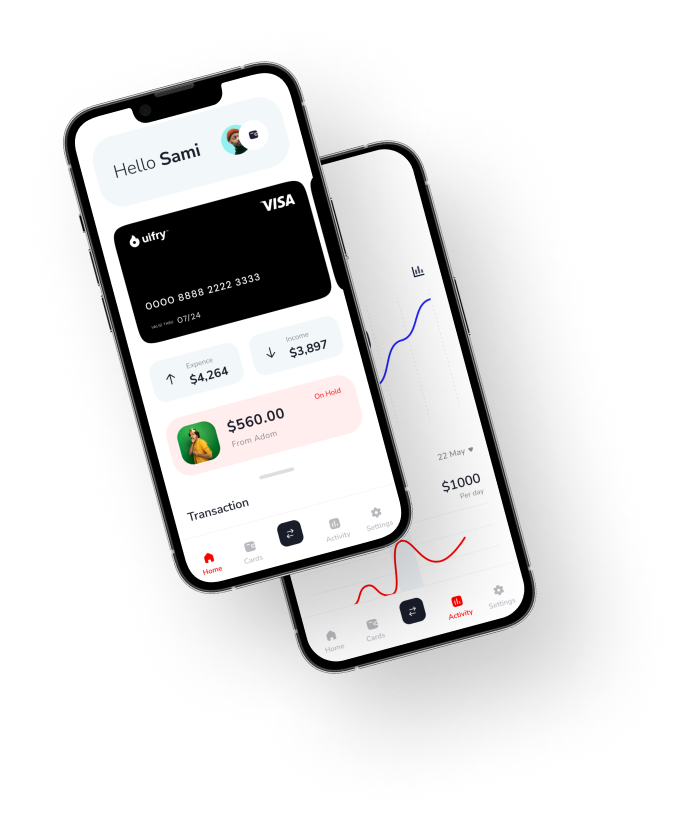 Hello Sami
VISA
uifry
0000 8888 2222 3333
VALID THRU 07/24
Expence
$4,264
Income
$3,897
On Hold
$560.00
From Adom
Transaction
Home
Cards
Activity
Settings
22 May
$1000
Per day
Home
Cards
Activity
Settings